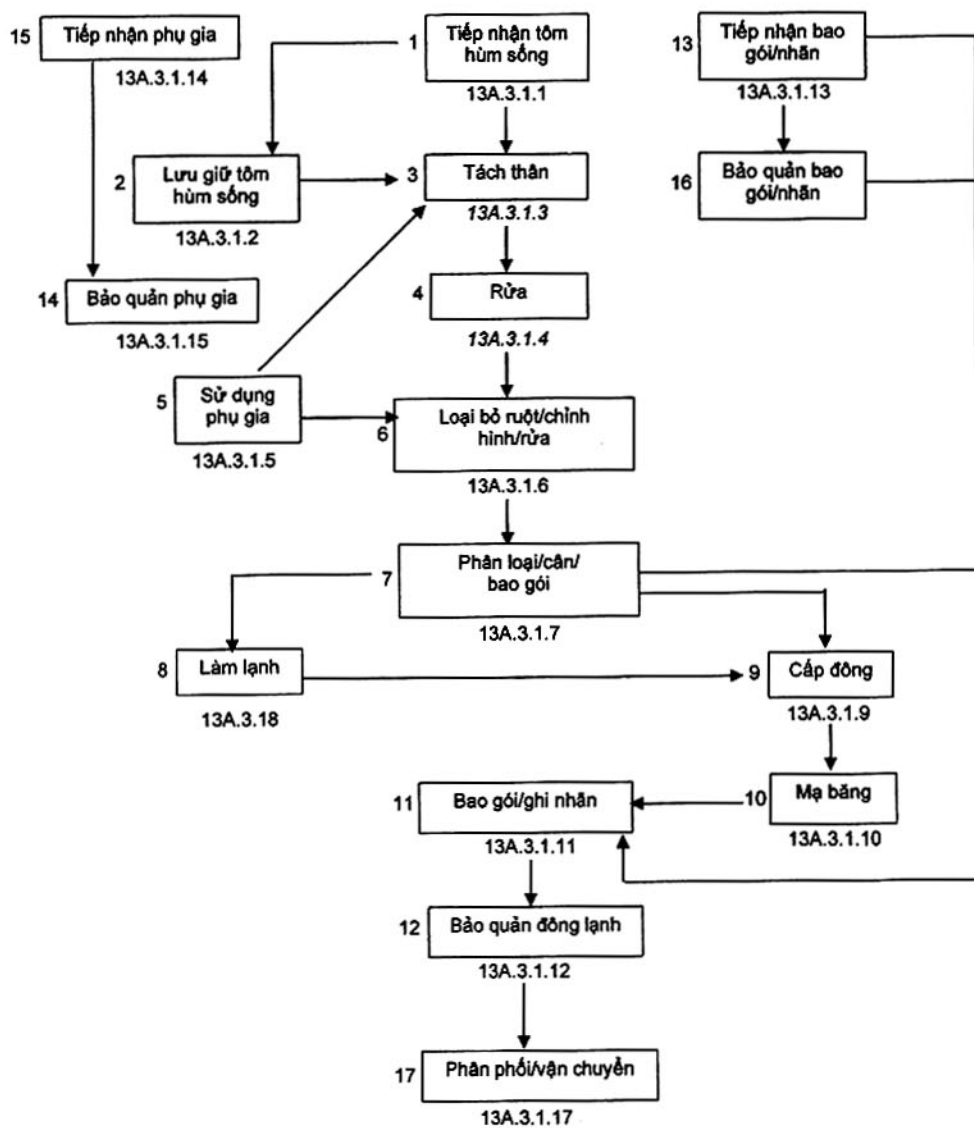 15
Tiếp nhận phụ gia
13A.3.1.14
1
Tiếp nhận tôm
hùm sống
13A.3.1.1
13
Tiếp nhận bao
gói/nhãn
13A.3.1.13
2
Lưu giữ tôm
hùm sống
13A.3.1.2
3
Tách thân
13A.3.1.3
16
Bảo quản bao
gói/nhãn
14
Bảo quản phụ gia
13A.3.1.15
4
Rửa
13A.3.1.4
5
Sử dụng
phụ gia
13A.3.1.5
6
Loại bỏ ruột/chỉnh
hình/rửa
13A.3.1.6
7
Phân loại/cân/
bao gói
13A.3.1.7
8
Làm lạnh
13A.3.18
9
Cấp đông
13A.3.1.9
10
Mạ băng
13A.3.1.10
11
Bao gói/ghi nhãn
13A.3.1.11
12
Bảo quản đông lạnh
13A.3.1.12
17
Phân phối/vận chuyển
13A.3.1.17